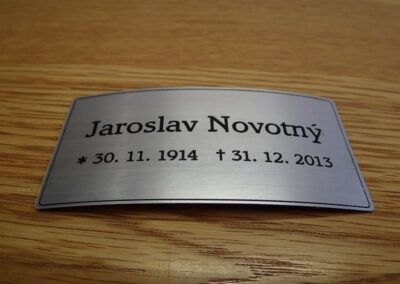 Jaroslav Novotný
* 30. 11. 1914 † 31. 12. 2013